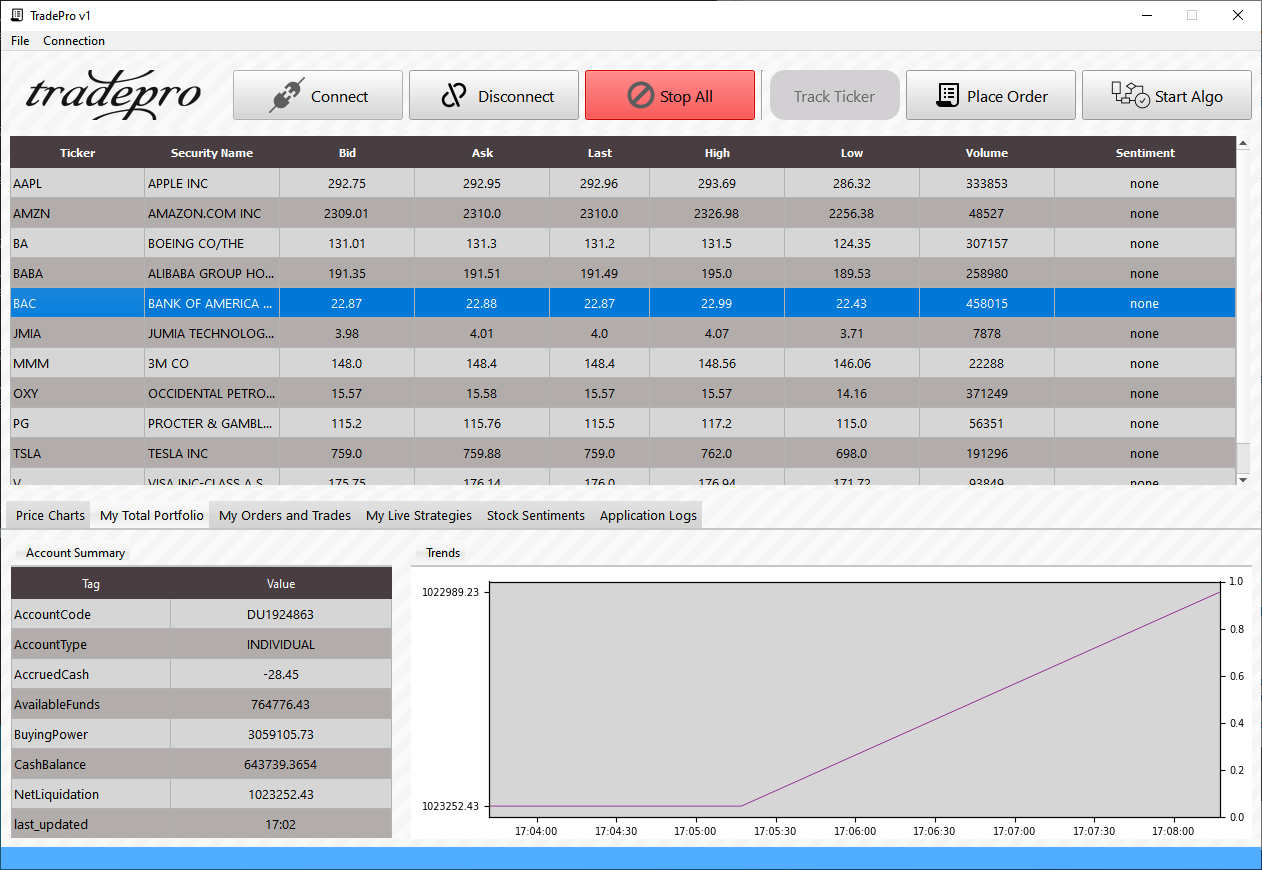 TradePro v1
File Connection
tradepro Connect Disconnect Stop All Track Ticker Place Order Start Algo
Ticker Security Name Bid Ask Last High Low Volume Sentiment
AAPL APPLE INC 292.75 292.95 292.96 293.69 286.32 333853 none
AMZN AMAZON.COM INC 2309.01 2310.0 2310.0 2326.98 2256.38 48527 none
BA BOEING CO/THE 131.01 131.3 131.2 131.5 124.35 307157 none
BABA ALIBABA GROUP HO... 191.35 191.51 191.49 195.0 189.53 258980 none
BAC BANK OF AMERICA ... 22.87 22.88 22.87 22.99 22.43 458015 none
JMIA JUMIA TECHNOLOG... 3.98 4.01 4.0 4.07 3.71 7878 none
MMM 3M CO 148.0 148.4 148.4 148.56 146.06 22288 none
OXY OCCIDENTAL PETRO... 15.57 15.58 15.57 15.57 14.16 371249 none
PG PROCTER & GAMBL... 115.2 115.76 115.5 117.2 115.0 56351 none
TSLA TESLA INC 759.0 759.88 759.0 762.0 698.0 191296 none
V VISA INC-CLASS A S 175.75 176.14 176.0 176.94 171.72 93849 none
Price Charts My Total Portfolio My Orders and Trades My Live Strategies Stock Sentiments Application Logs
Account Summary
Tag Value
AccountCode DU1924863
AccountType INDIVIDUAL
AccruedCash -28.45
AvailableFunds 764776.43
BuyingPower 3059105.73
CashBalance 643739.3654
NetLiquidation 1023252.43
last_updated 17:02
Trends
1022989.23
1023252.43
1.0
0.8
0.6
0.4
0.2
0.0
17:04:00 17:04:30 17:05:00 17:05:30 17:06:00 17:06:30 17:07:00 17:07:30 17:08:00